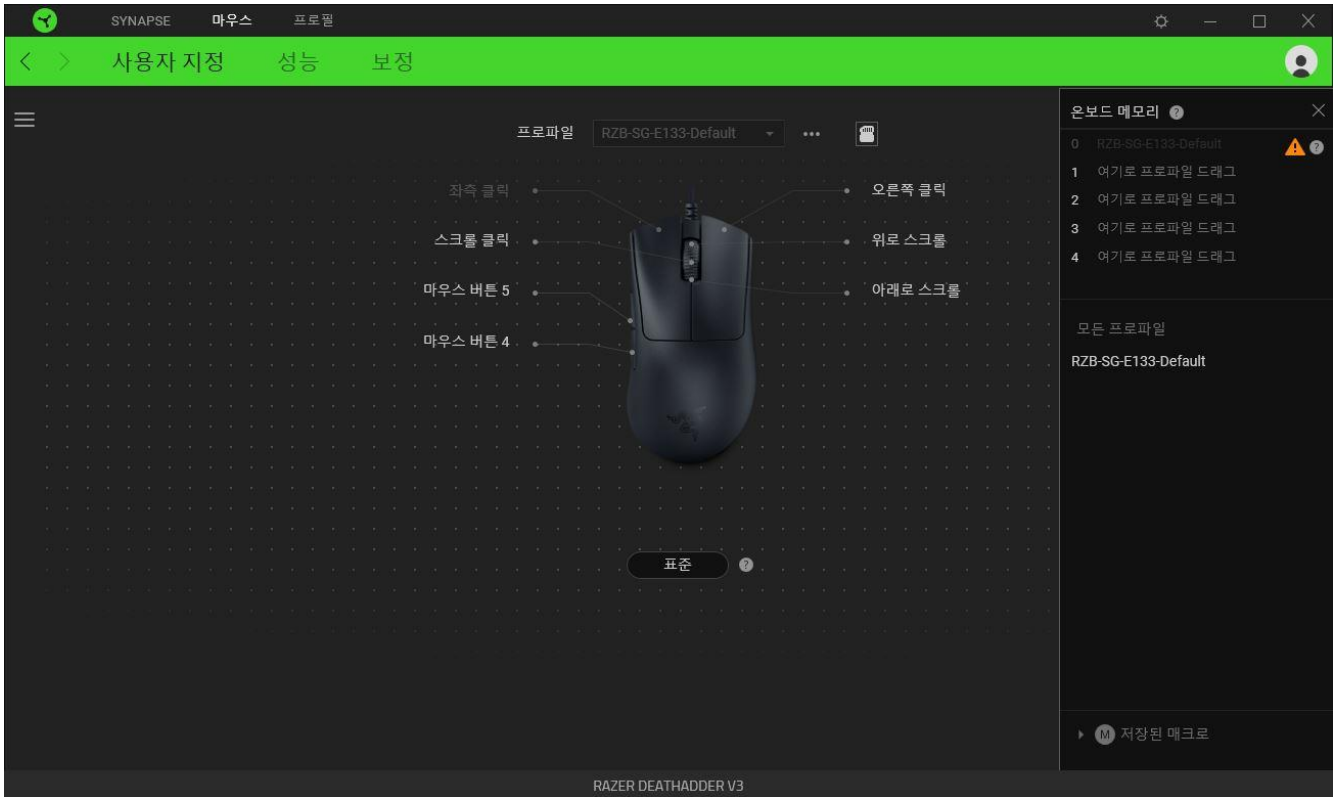 SYNAPSE 마우스 프로필
사용자 지정 성능 보정
프로파일 RZB-SG-E133-Default
좌측 클릭
스크롤 클릭
마우스 버튼 5
마우스 버튼 4
오른쪽 클릭
위로 스크롤
아래로 스크롤
표준 ?
온보드 메모리 ?
0 RZB-SG-E133-Default ?
1 여기로 프로파일 드래그
2 여기로 프로파일 드래그
3 여기로 프로파일 드래그
4 여기로 프로파일 드래그
모든 프로파일
RZB-SG-E133-Default
M 저장된 매크로
RAZER DEATHADDER V3